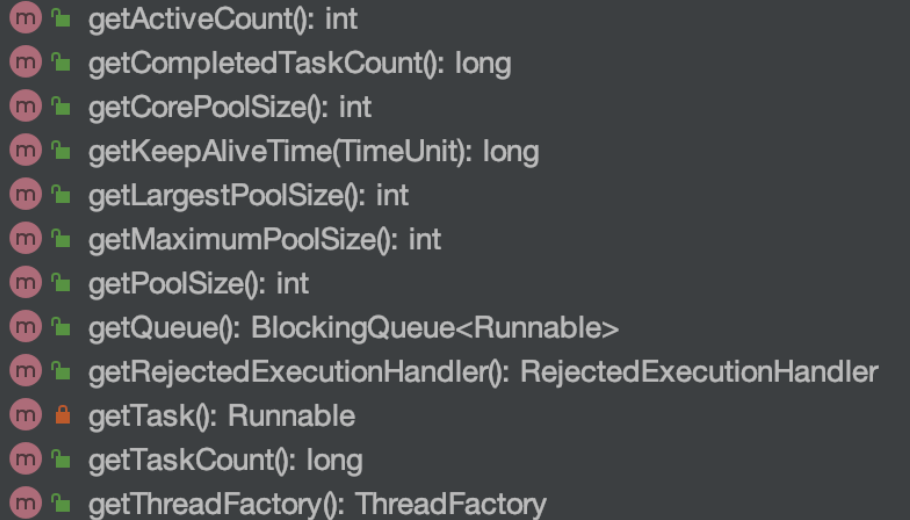 m getActiveCount(): int
m getCompletedTaskCount(): long
m getCorePoolSize(): int
m getKeepAliveTime(TimeUnit): long
m getLargestPoolSize(): int
m getMaximumPoolSize(): int
m getPoolSize(): int
m getQueue(): BlockingQueue<Runnable>
m getRejectedExecutionHandler(): RejectedExecutionHandler
m getTask(): Runnable
m getTaskCount(): long
m getThreadFactory(): ThreadFactory